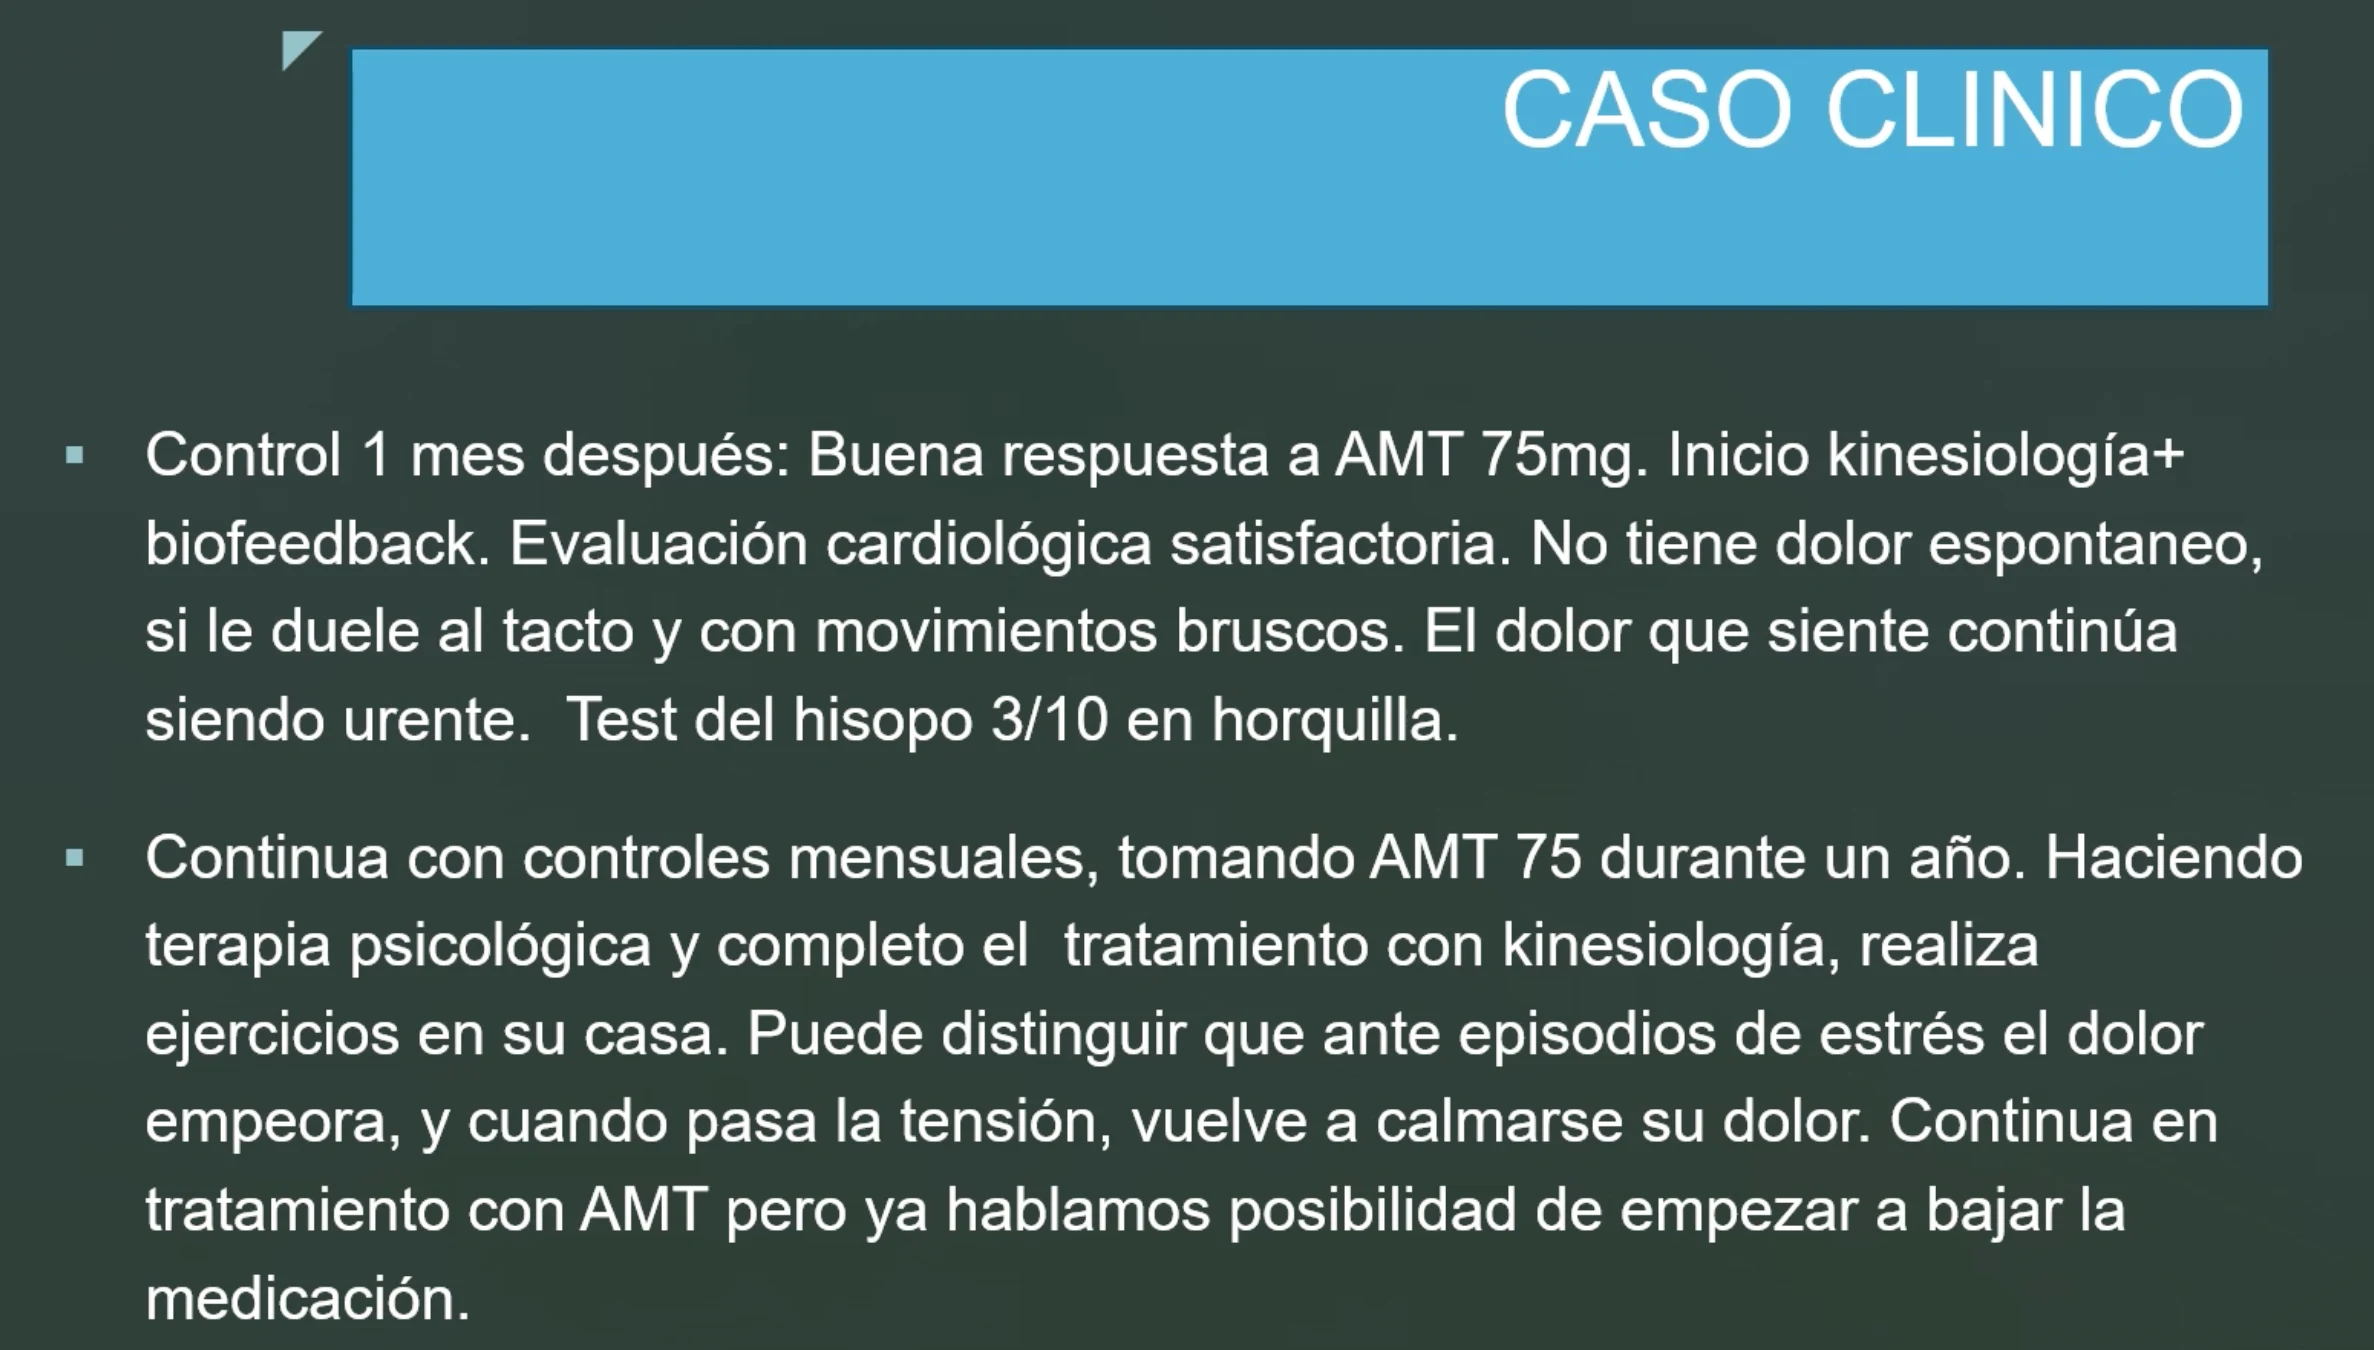 CASO CLINICO
Control 1 mes después: Buena respuesta a AMT 75mg. Inicio kinesiología+
biofeedback. Evaluación cardiológica satisfactoria. No tiene dolor espontaneo,
si le duele al tacto y con movimientos bruscos. El dolor que siente continúa
siendo urente.  Test del hisopo 3/10 en horquilla.
Continua con controles mensuales, tomando AMT 75 durante un año. Haciendo
terapia psicológica y completo el  tratamiento con kinesiología, realiza
ejercicios en su casa. Puede distinguir que ante episodios de estrés el dolor
empeora, y cuando pasa la tensión, vuelve a calmarse su dolor. Continua en
tratamiento con AMT pero ya hablamos posibilidad de empezar a bajar la
medicación.